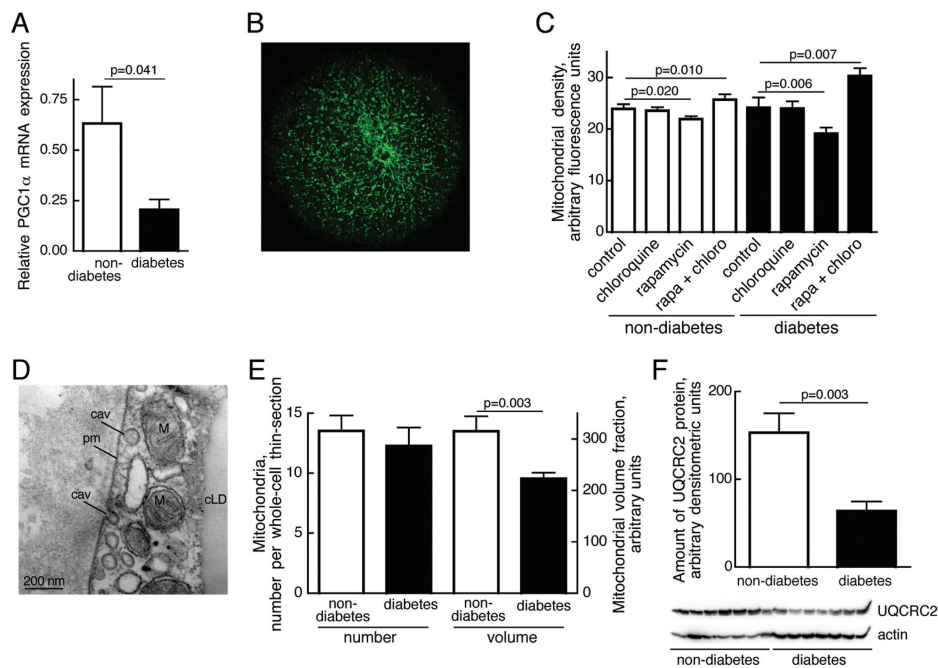 A
Relative PGC1α mRNA expression
0.75
0.50
0.25
0.00
p=0.041
non-
diabetes
diabetes
B
C
Mitochondrial density,
arbitrary fluorescence units
30
20
10
0
p=0.010
p=0.020
p=0.007
p=0.006
control
chloroquine
rapamycin
rapa + chloro
control
chloroquine
rapamycin
rapa + chloro
non-diabetes
diabetes
D
cav
pm
cav
M
M
cLD
200 nm
E
Mitochondria,
number per whole-cell thin-section
15
10
5
0
p=0.003
300
200
100
0
Mitochondrial volume fraction,
arbitrary units
non-
diabetes
diabetes
non-
diabetes
diabetes
number
volume
F
Amount of UQCRC2 protein,
arbitrary densitometric units
200
100
0
p=0.003
non-diabetes
diabetes
UQCRC2
actin
non-diabetes
diabetes